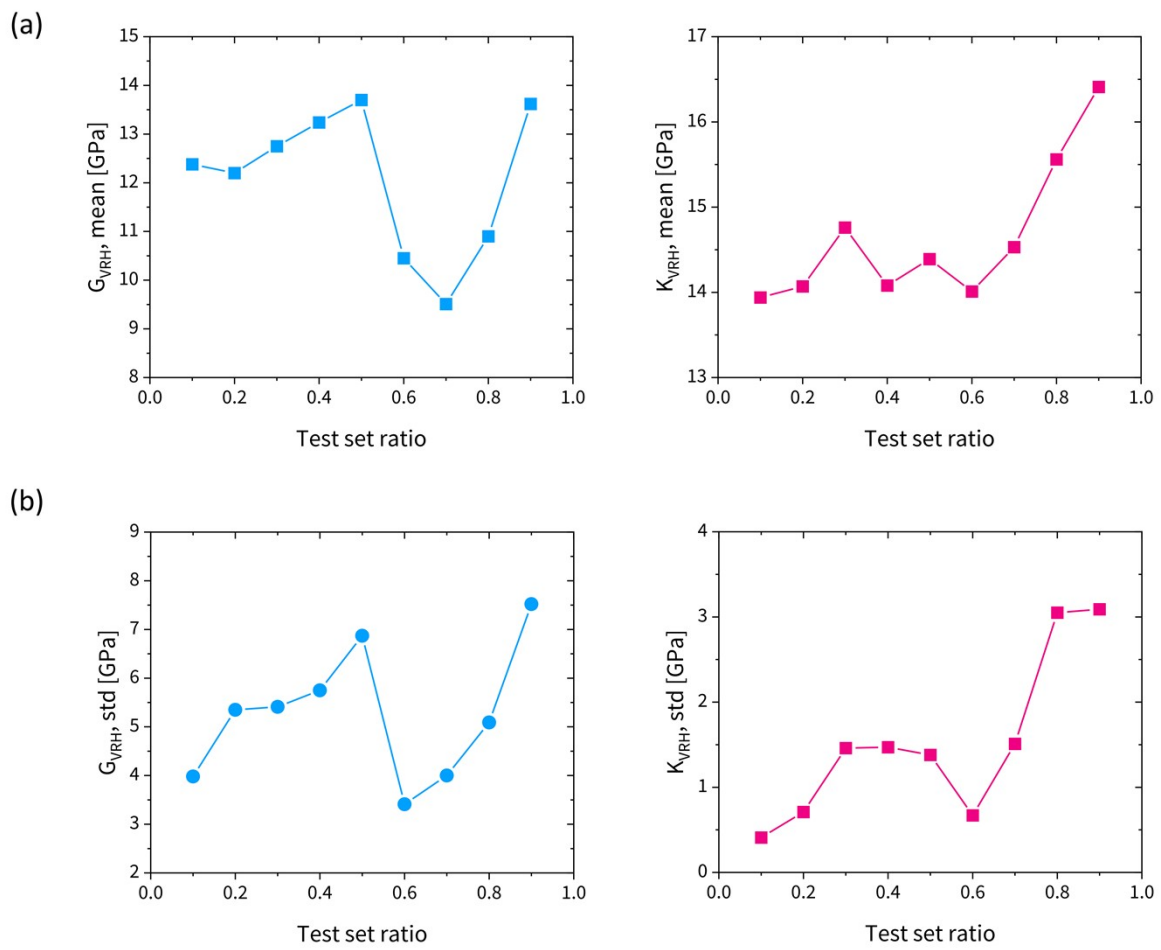 (a)
15
14
13
12
11
10
9
8
G_VRH, mean [GPa]
0.0 0.2 0.4 0.6 0.8 1.0
Test set ratio
17
16
15
14
13
K_VRH, mean [GPa]
0.0 0.2 0.4 0.6 0.8 1.0
Test set ratio
(b)
9
8
7
6
5
4
3
2
G_VRH, std [GPa]
0.0 0.2 0.4 0.6 0.8 1.0
Test set ratio
4
3
2
1
0
K_VRH, std [GPa]
0.0 0.2 0.4 0.6 0.8 1.0
Test set ratio